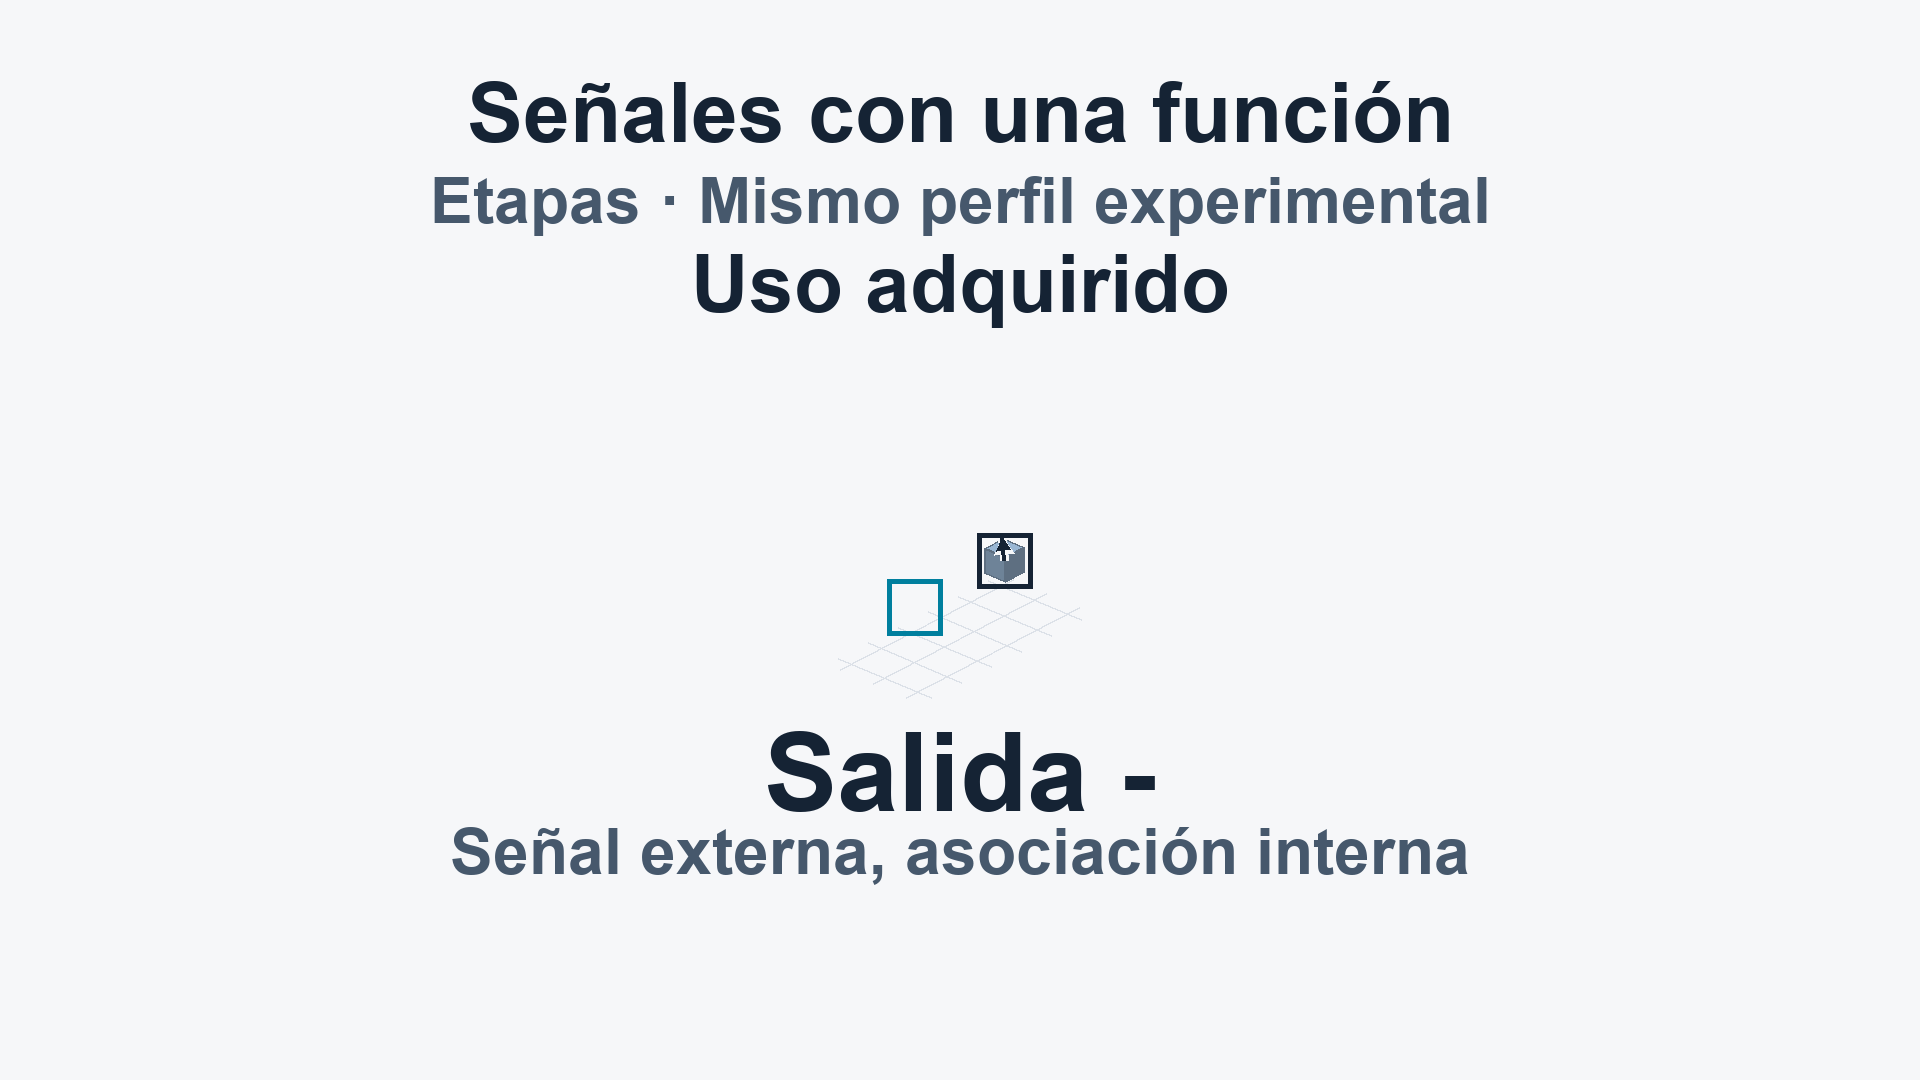 Señales con una función
Etapas · Mismo perfil experimental
Uso adquirido
Salida -
Señal externa, asociación interna